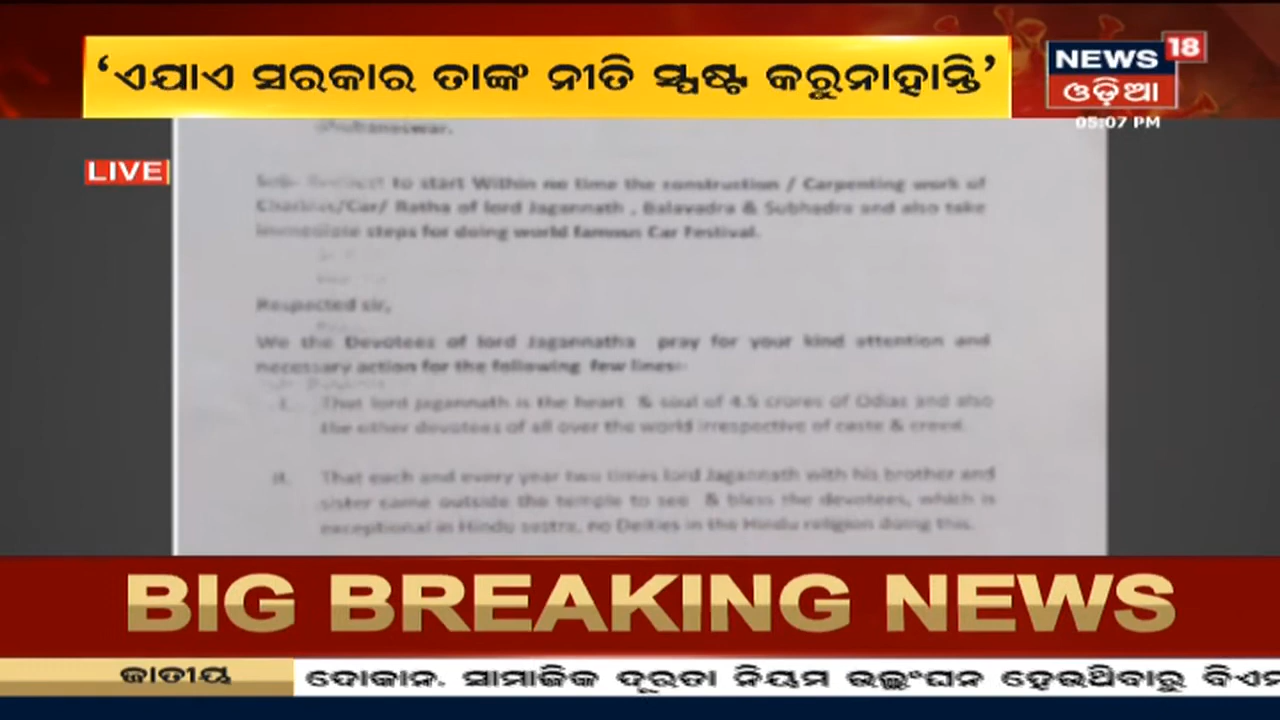 ‘ଏଯାଏ ସରକାର ତାଙ୍କ ନୀତି ସ୍ପଷ୍ଟ କରୁନାହାନ୍ତି’
NEWS 18
ଓଡ଼ିଆ
05:07 PM
LIVE
to start Within no time the construction / Carpenting work of
/Car/ Ratha of lord Jagannath , Balavadra & Subhadra and also take
immediate steps for doing world famous Car Festival.
Respected sir,
We the Devotees of lord Jagannatha pray for your kind attention and
necessary action for the following few lines:-
I. That lord Jagannath is the heart & soul of 4.5 crores of Odias and also
the other devotees of all over the world irrespective of caste & creed.
II. That each and every year two times lord Jagannath with his brother and
sister came outside the temple to see & bless the devotees, which is
exceptional in Hindu sastra, no Deities in the Hindu religion doing this.
BIG BREAKING NEWS
ଜାତୀୟ
ଦୋକାନ. ସାମାଜିକ ଦୂରତା ନିୟମ ଉଲ୍ଲଂଘନ ହେଉଥିବାରୁ ବିଏମ